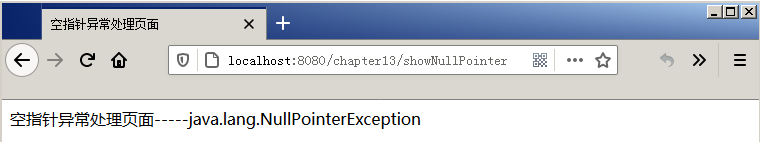 空指针异常处理页面
localhost:8080/chapter13/showNullPointer
空指针异常处理页面-----java.lang.NullPointerException